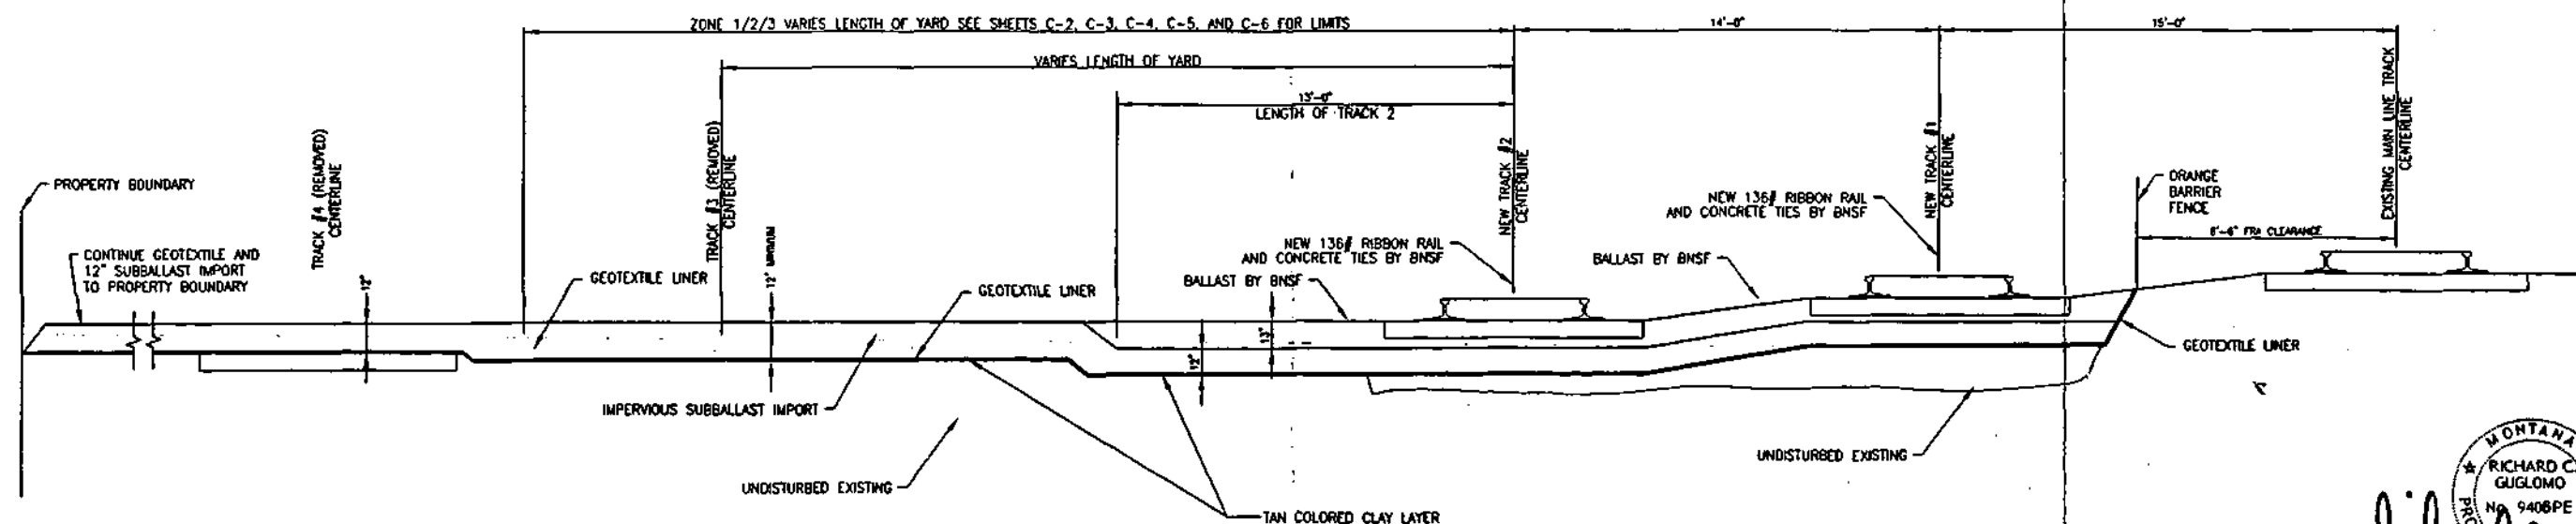 ZONE 1/2/3 VARIES LENGTH OF YARD SEE SHEETS C-2, C-3, C-4, C-5, AND C-6 FOR LIMITS
14'-0"
15'-0"
VARIES LENGTH OF YARD
13'-0"
LENGTH OF TRACK 2
PROPERTY BOUNDARY
TRACK #4 (REMOVED)
CENTERLINE
TRACK #3 (REMOVED)
CENTERLINE
NEW TRACK #2
CENTERLINE
NEW TRACK #1
CENTERLINE
EXISTING MAIN LINE TRACK
CENTERLINE
ORANGE
BARRIER
FENCE
8'-6" FRA CLEARANCE
CONTINUE GEOTEXTILE AND
12" SUBBALLAST IMPORT
TO PROPERTY BOUNDARY
12"
12" MINIMUM
GEOTEXTILE LINER
GEOTEXTILE LINER
NEW 136# RIBBON RAIL
AND CONCRETE TIES BY BNSF
BALLAST BY BNSF
NEW 136# RIBBON RAIL
AND CONCRETE TIES BY BNSF
BALLAST BY BNSF
12"
13"
GEOTEXTILE LINER
IMPERVIOUS SUBBALLAST IMPORT
UNDISTURBED EXISTING
UNDISTURBED EXISTING
TAN COLORED CLAY LAYER
MONTANA
RICHARD C.
GUGLOMO
No. 9406PE